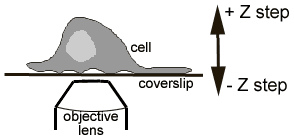 + Z step
cell
coverslip
- Z step
objective
lens